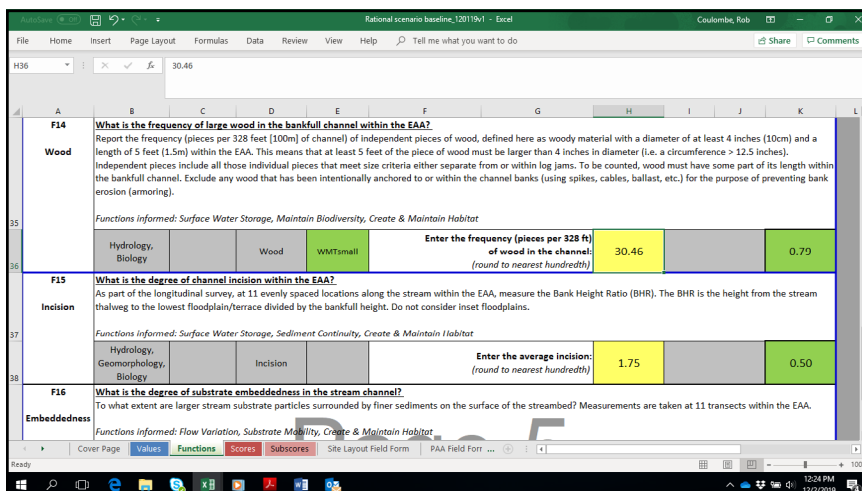 AutoSave Off
Rational scenario baseline_120119v1 - Excel
Coulombe, Rob
File Home Insert Page Layout Formulas Data Review View Help Tell me what you want to do Share Comments
H36 fx 30.46
A B C D E F G H I J K L
F14 What is the frequency of large wood in the bankfull channel within the EAA?
Wood
Report the frequency (pieces per 328 feet [100m] of channel) of independent pieces of wood, defined here as woody material with a diameter of at least 4 inches (10cm) and a
length of 5 feet (1.5m) within the EAA. This means that at least 5 feet of the piece of wood must be larger than 4 inches in diameter (i.e. a circumference > 12.5 inches).
Independent pieces include all those individual pieces that meet size criteria either separate from or within log jams. To be counted, wood must have some part of its length within
the bankfull channel. Exclude any wood that has been intentionally anchored to or within the channel banks (using spikes, cables, ballast, etc.) for the purpose of preventing bank
erosion (armoring).
Functions informed: Surface Water Storage, Maintain Biodiversity, Create & Maintain Habitat
35
Hydrology,
Biology
Wood
WMTsmall
Enter the frequency (pieces per 328 ft)
of wood in the channel:
(round to nearest hundredth)
30.46
0.79
36
F15 What is the degree of channel incision within the EAA?
Incision
As part of the longitudinal survey, at 11 evenly spaced locations along the stream within the EAA, measure the Bank Height Ratio (BHR). The BHR is the height from the stream
thalweg to the lowest floodplain/terrace divided by the bankfull height. Do not consider inset floodplains.
Functions informed: Surface Water Storage, Sediment Continuity, Create & Maintain Habitat
37
Hydrology,
Geomorphology,
Biology
Incision
Enter the average incision:
(round to nearest hundredth)
1.75
0.50
38
F16 What is the degree of substrate embeddedness in the stream channel?
Embeddedness
To what extent are larger stream substrate particles surrounded by finer sediments on the surface of the streambed? Measurements are taken at 11 transects within the EAA.
Functions informed: Flow Variation, Substrate Mobility, Create & Maintain Habitat
Page 5
Cover Page Values Functions Scores Subscores Site Layout Field Form PAA Field Forr ...
Ready
100
12:24 PM
12/2/2019